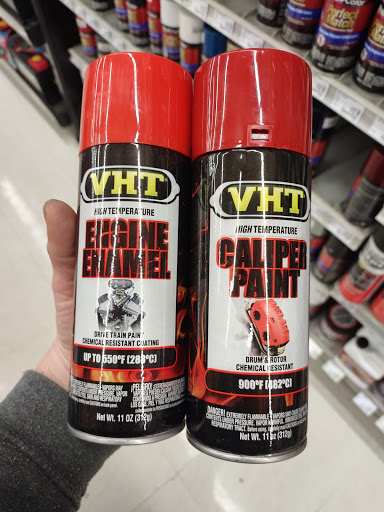 VHT
HIGH TEMPERATURE
ENGINE
ENAMEL
DRIVE TRAIN PAINT
CHEMICAL RESISTANT COATING
UP TO 550°F (288°C)
Net Wt. 11 OZ (312g)
VHT
HIGH TEMPERATURE
CALIPER
PAINT
DRUM & ROTOR
CHEMICAL RESISTANT
900°F (482°C)
DANGER! EXTREMELY FLAMMABLE
Net Wt. 11 oz (312g)
Perfect
Match